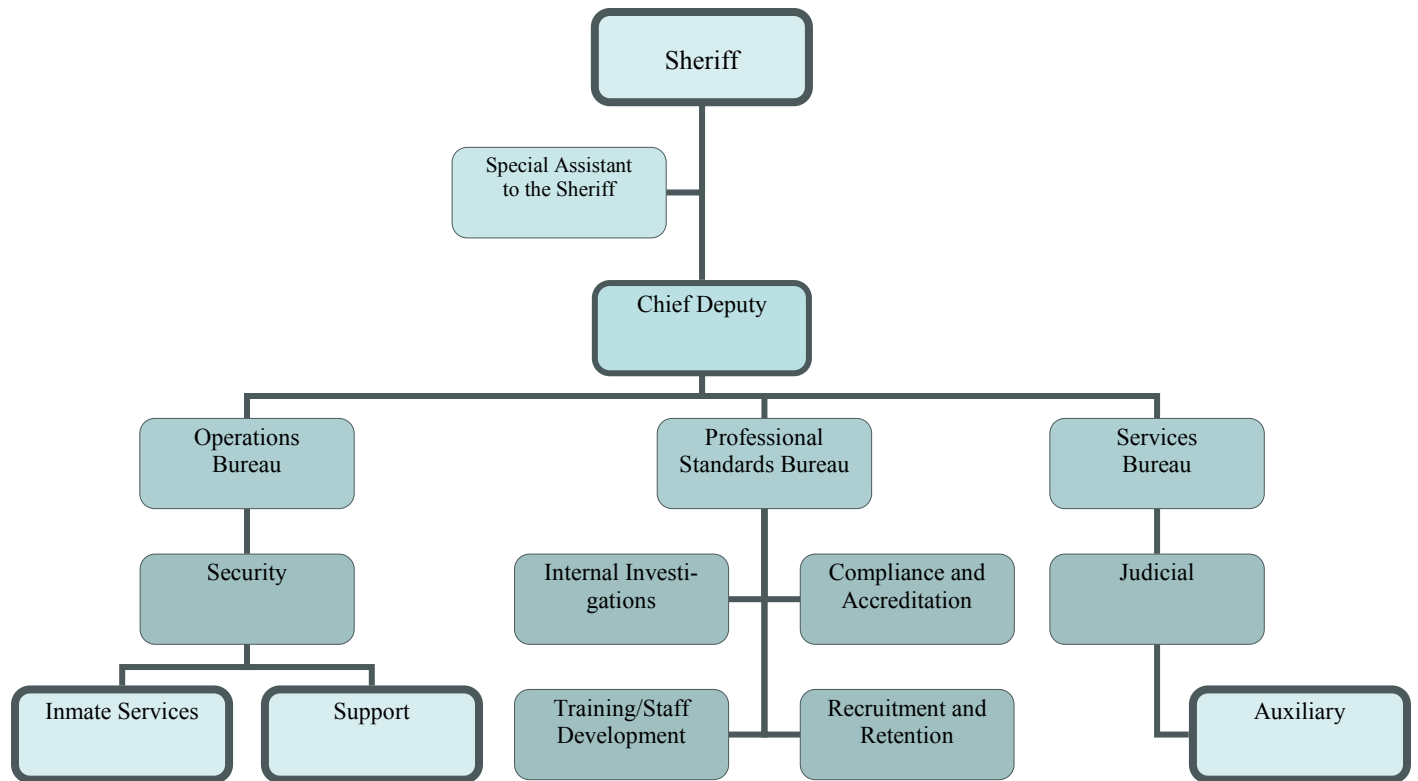 Sheriff
Special Assistant
to the Sheriff
Chief Deputy
Operations
Bureau
Professional
Standards Bureau
Services
Bureau
Security
Internal Investi-
gations
Compliance and
Accreditation
Judicial
Inmate Services
Support
Training/Staff
Development
Recruitment and
Retention
Auxiliary